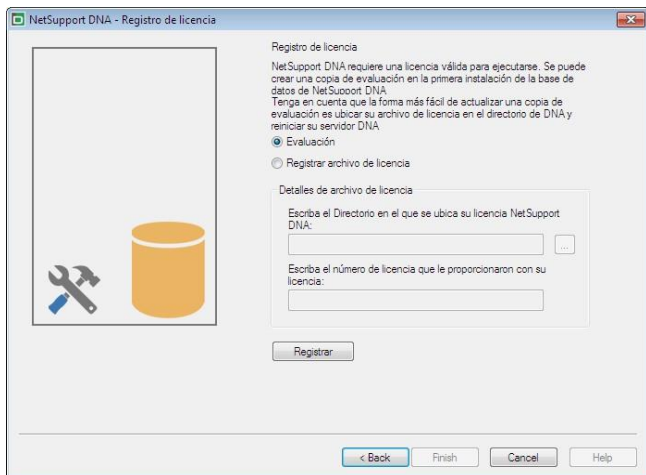 NetSupport DNA - Registro de licencia
Registro de licencia
NetSupport DNA requiere una licencia válida para ejecutarse. Se puede
crear una copia de evaluación en la primera instalación de la base de
datos de NetSupport DNA
Tenga en cuenta que la forma más fácil de actualizar una copia de
evaluación es ubicar su archivo de licencia en el directorio de DNA y
reiniciar su servidor DNA
Evaluación
Registrar archivo de licencia
Detalles de archivo de licencia
Escriba el Directorio en el que se ubica su licencia NetSupport
DNA:
...
Escriba el número de licencia que le proporcionaron con su
licencia:
Registrar
< Back
Finish
Cancel
Help